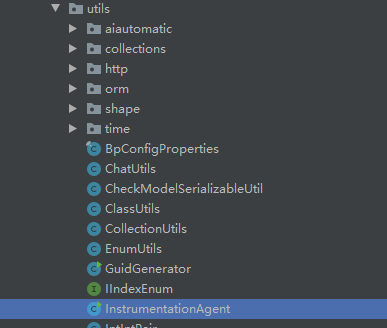 utils
aiautomatic
collections
http
orm
shape
time
BpConfigProperties
ChatUtils
CheckModelSerializableUtil
ClassUtils
CollectionUtils
EnumUtils
GuidGenerator
IIndexEnum
InstrumentationAgent